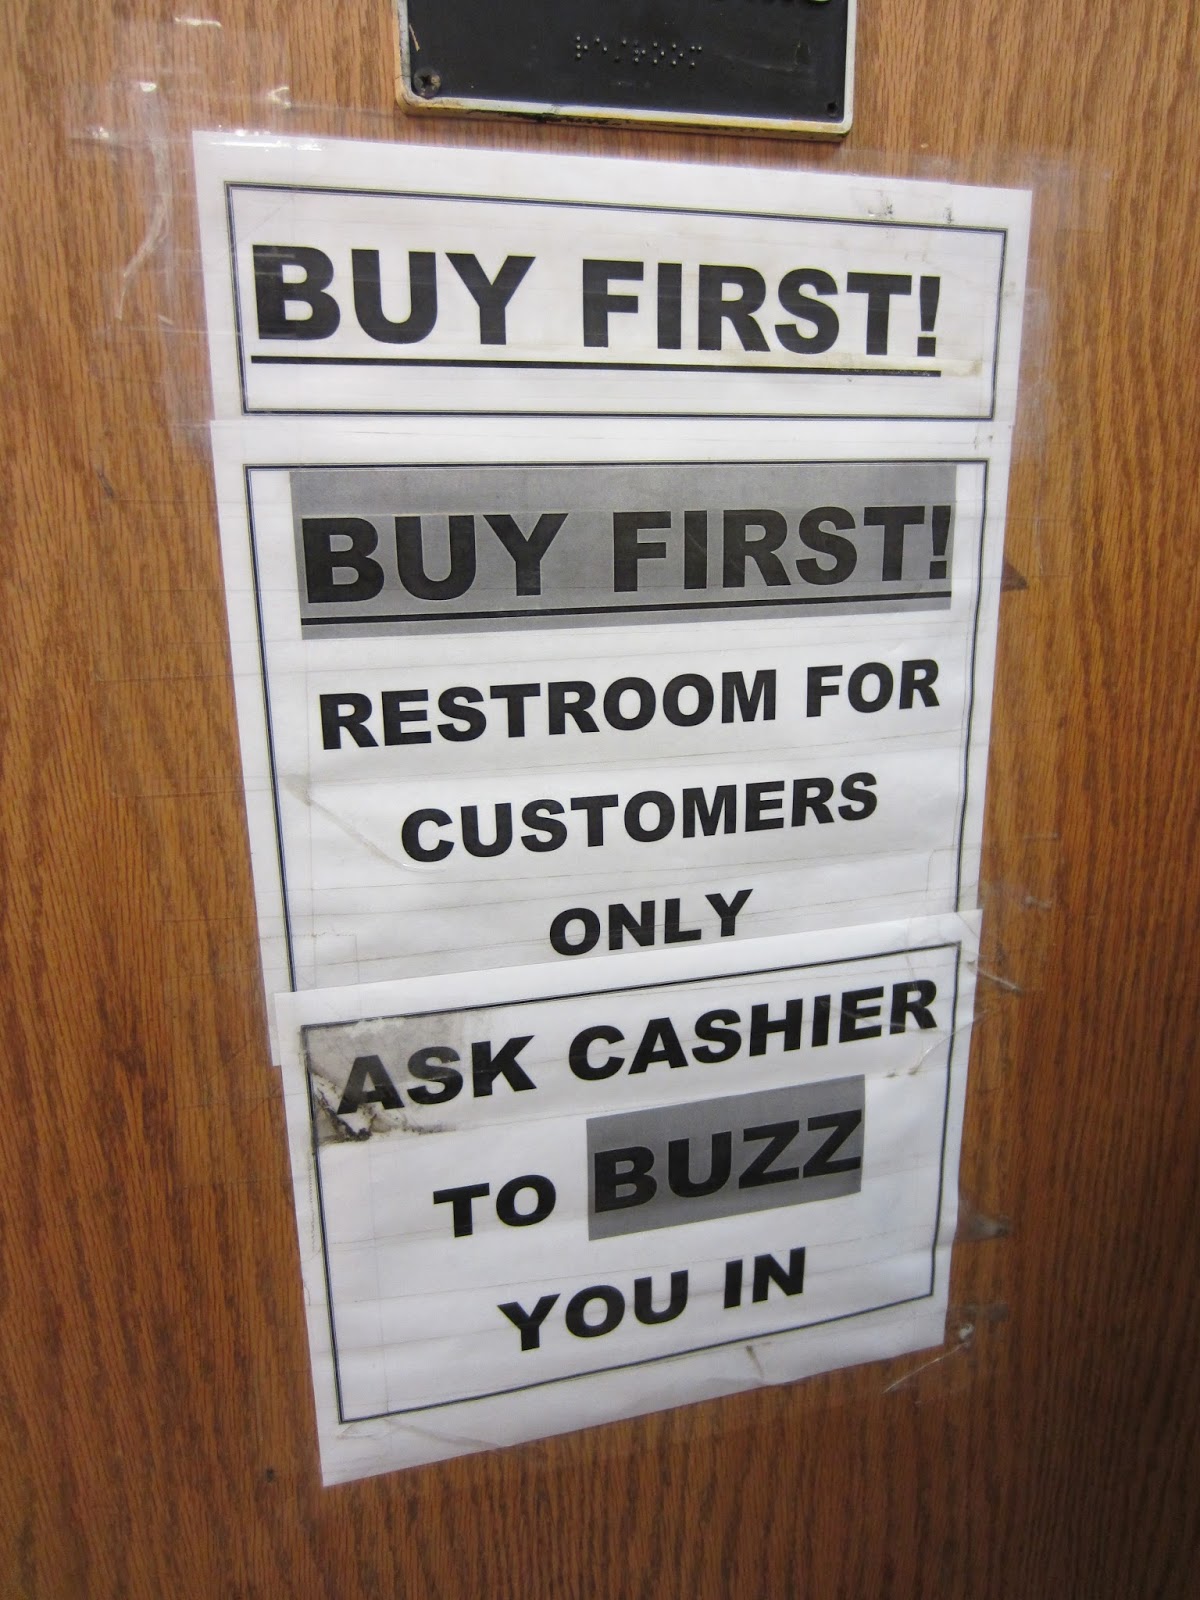 BUY FIRST!
BUY FIRST!
RESTROOM FOR
CUSTOMERS
ONLY
ASK CASHIER
TO BUZZ
YOU IN